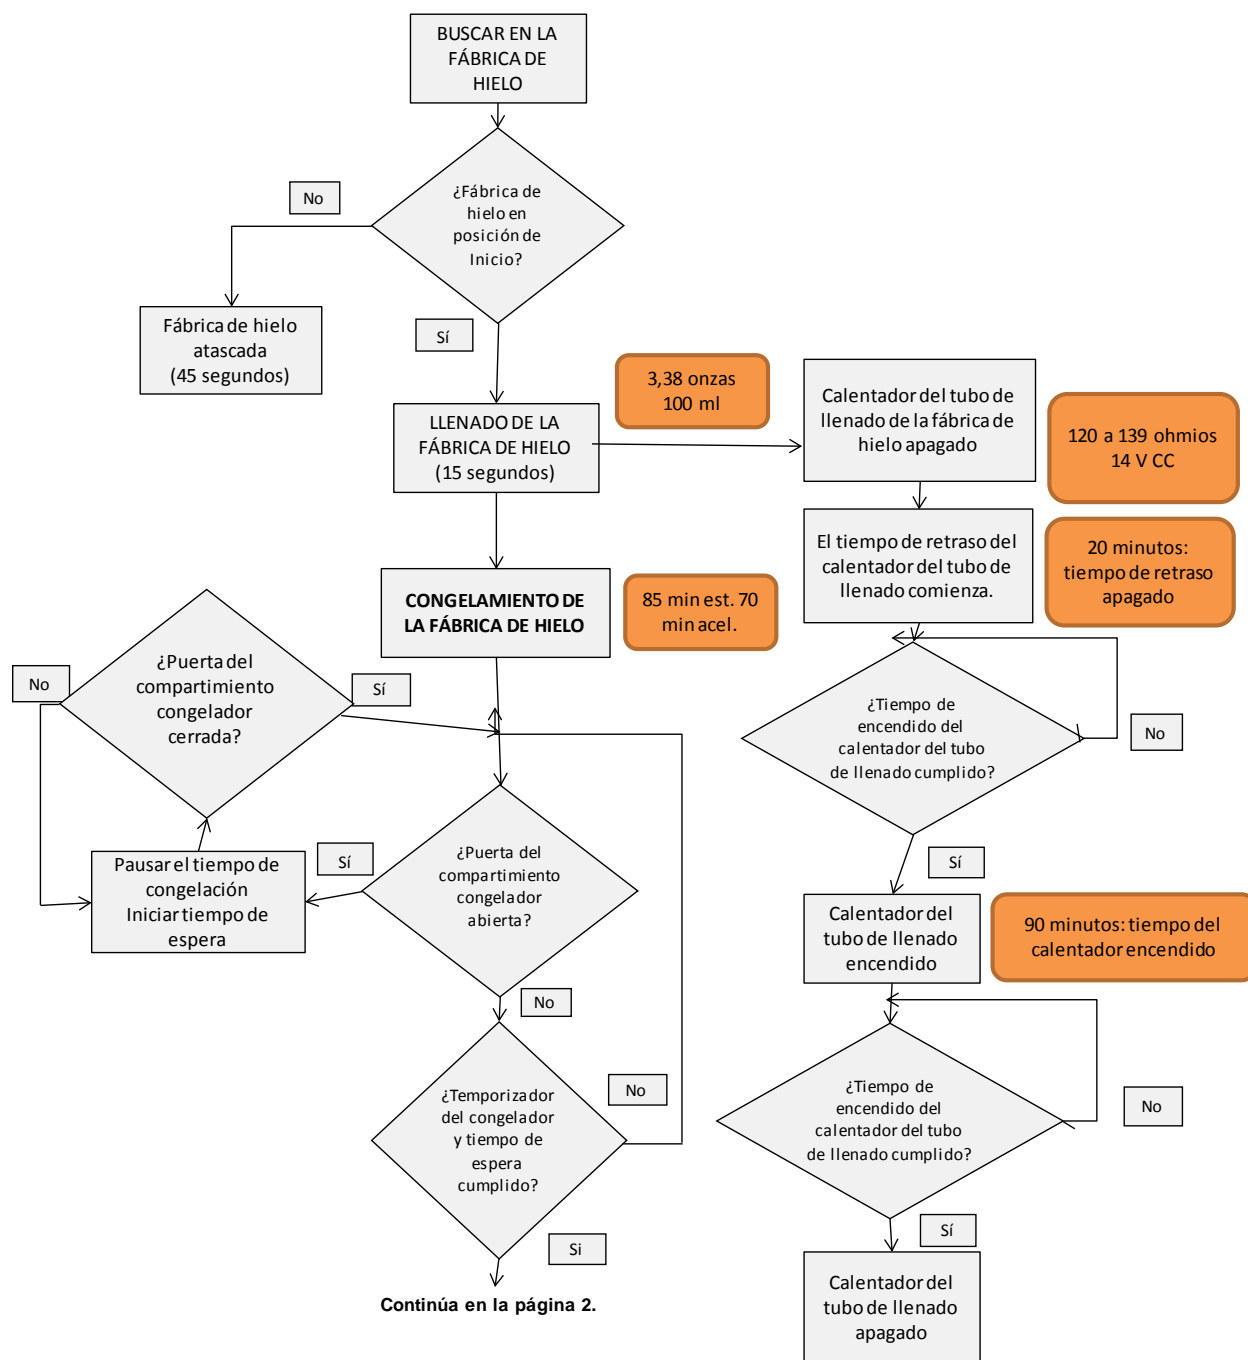 BUSCAR EN LA
FÁBRICA DE
HIELO
¿Fábrica de
hielo en
posición de
Inicio?
No
Fábrica de hielo
atascada
(45 segundos)
Sí
3,38 onzas
100 ml
LLENADO DE LA
FÁBRICA DE HIELO
(15 segundos)
Calentador del tubo de
llenado de la fábrica de
hielo apagado
120 a 139 ohmios
14 V CC
El tiempo de retraso del
calentador del tubo de
llenado comienza.
20 minutos:
tiempo de retraso
apagado
CONGELAMIENTO DE
LA FÁBRICA DE HIELO
85 min est. 70
min acel.
¿Puerta del
compartimiento
congelador
cerrada?
No
Sí
¿Tiempo de
encendido del
calentador del tubo
de llenado cumplido?
No
Sí
Pausar el tiempo de
congelación
Iniciar tiempo de
espera
Sí
¿Puerta del
compartimiento
congelador
abierta?
No
Calentador del
tubo de llenado
encendido
90 minutos: tiempo del
calentador encendido
¿Temporizador
del congelador
y tiempo de
espera
cumplido?
No
Si
¿Tiempo de
encendido del
calentador del tubo
de llenado cumplido?
No
Sí
Continúa en la página 2.
Calentador del
tubo de llenado
apagado